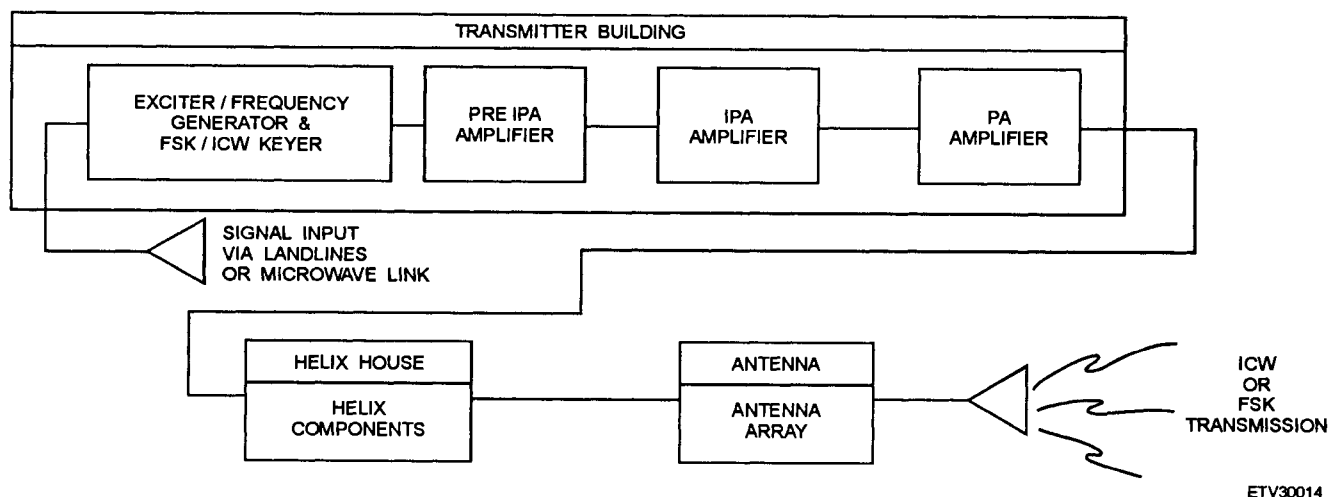 TRANSMITTER BUILDING
EXCITER / FREQUENCY
GENERATOR &
FSK / ICW KEYER
PRE IPA
AMPLIFIER
IPA
AMPLIFIER
PA
AMPLIFIER
SIGNAL INPUT
VIA LANDLINES
OR MICROWAVE LINK
HELIX HOUSE
HELIX
COMPONENTS
ANTENNA
ANTENNA
ARRAY
ICW
OR
FSK
TRANSMISSION
ETV30014